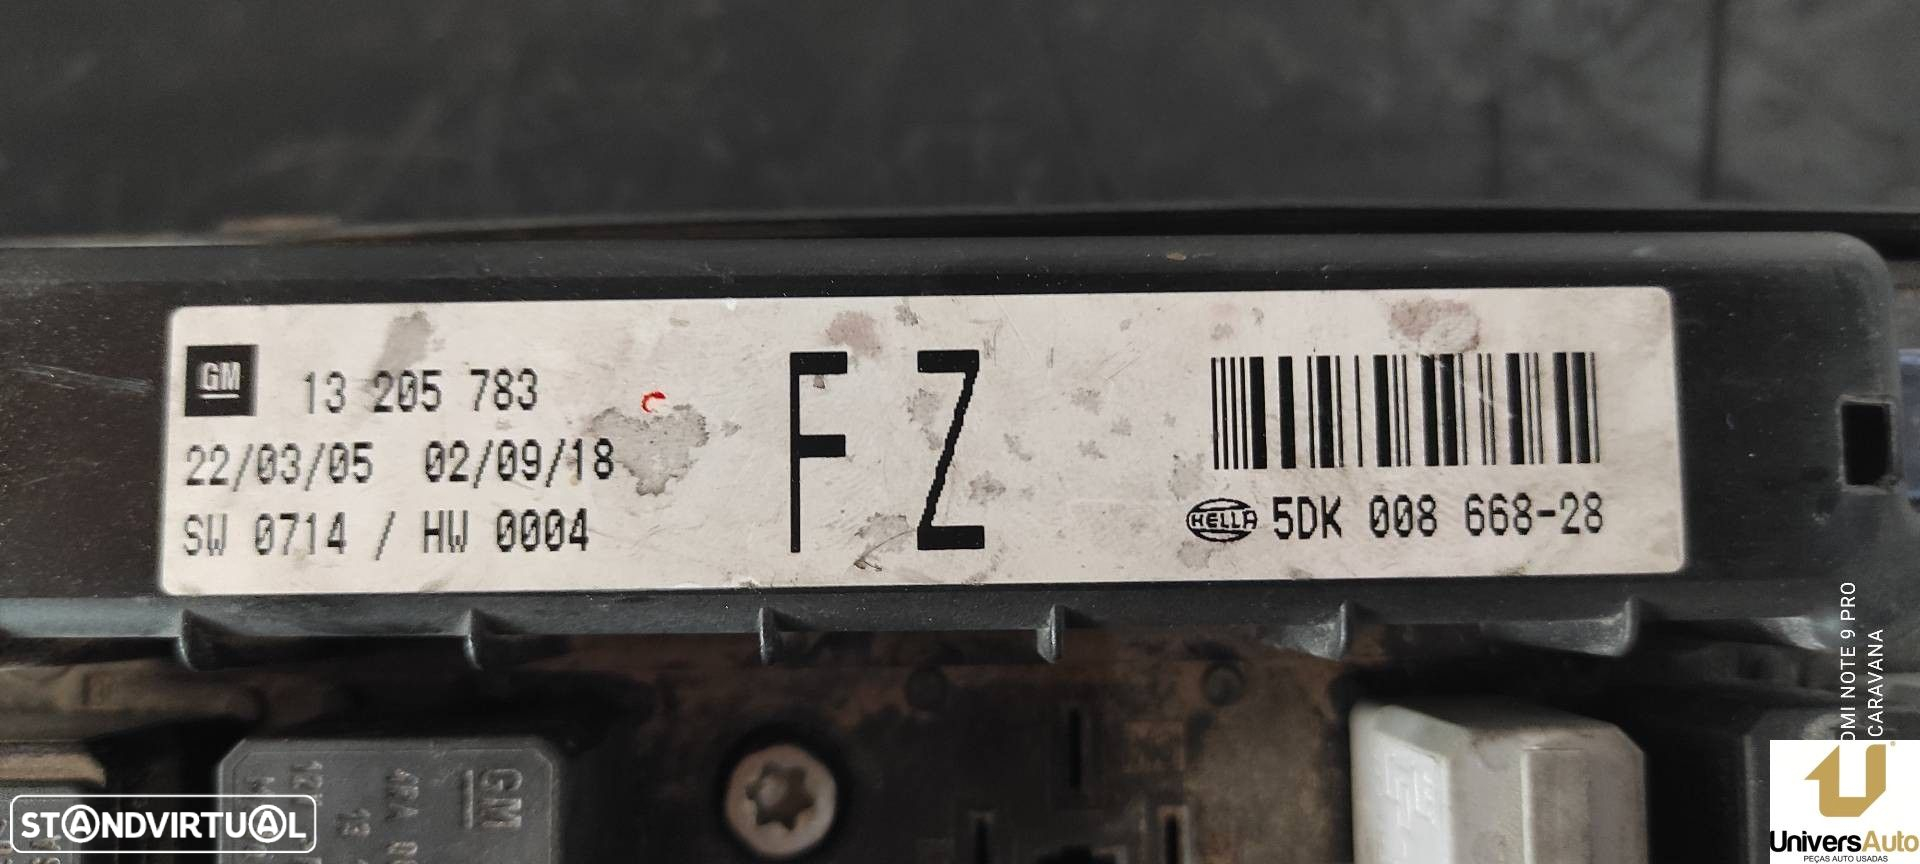 GM 13 205 783
22/03/05 02/09/18
SW 0714 / HW 0004
FZ
HELLA 5DK 008 668-28
GM
STANDVIRTUAL
OMI NOTE 9 PRO
CARAVANA
UniversAuto
PEÇAS AUTO USADAS